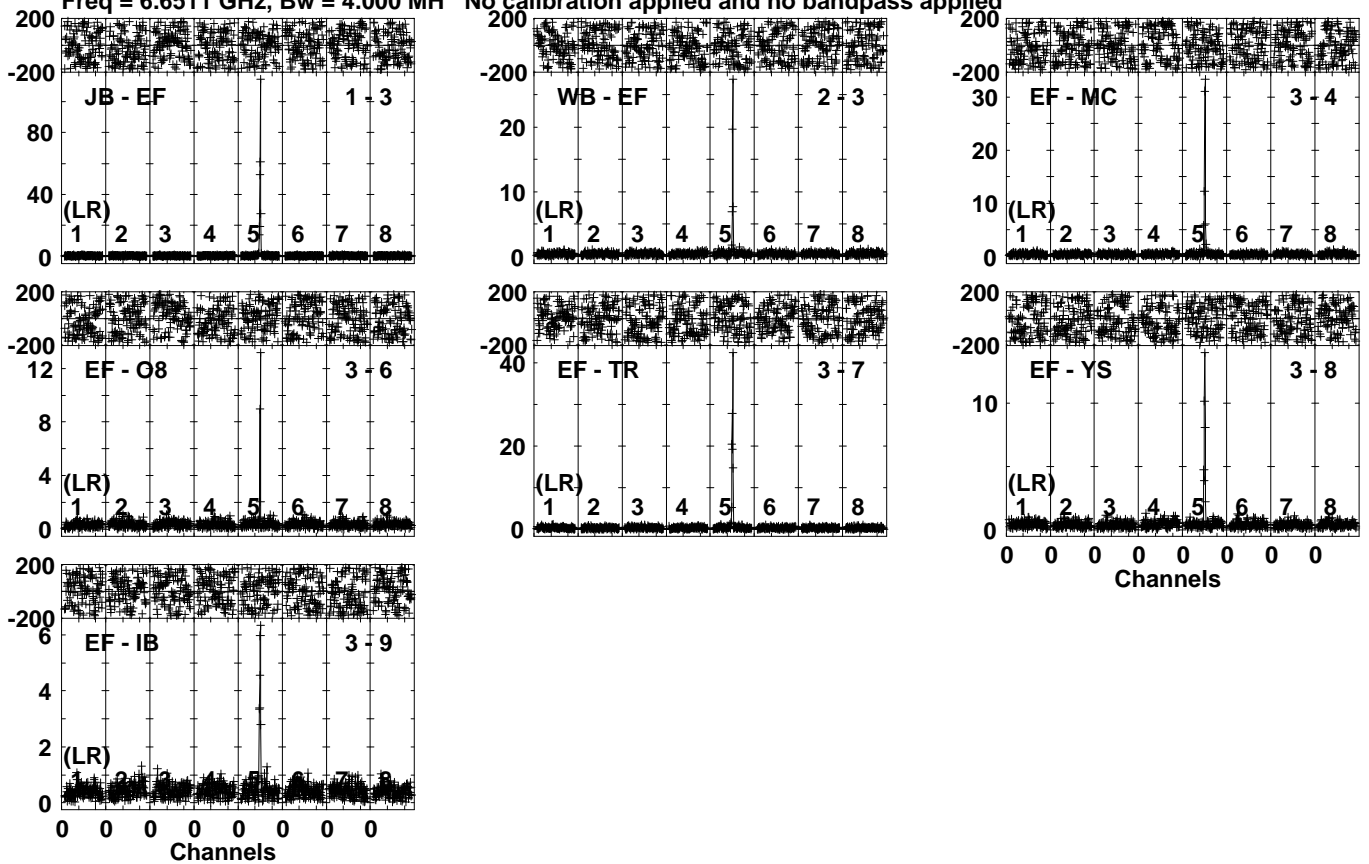 Freq = 6.6511 GHz, Bw = 4.000 MH No calibration applied and no bandpass applied
200
-200
JB - EF 1 - 3
80
40
(LR)
1 2 3 4 5 6 7 8
0
200
-200
WB - EF 2 - 3
20
10
(LR)
1 2 3 4 5 6 7 8
0
200
-200
EF - MC 3 - 4
30
20
10
(LR)
1 2 3 4 5 6 7 8
0
200
-200
EF - O8 3 - 6
12
8
4
(LR)
1 2 3 4 5 6 7 8
0
200
-200
40
EF - TR 3 - 7
20
(LR)
1 2 3 4 5 6 7 8
0
200
-200
EF - YS 3 - 8
10
(LR)
1 2 3 4 5 6 7 8
0
0 0 0 0 0 0 0 0
Channels
200
-200
6
EF - IB 3 - 9
4
2
(LR)
1 2 3 4 5 6 7 8
0
0 0 0 0 0 0 0 0
Channels